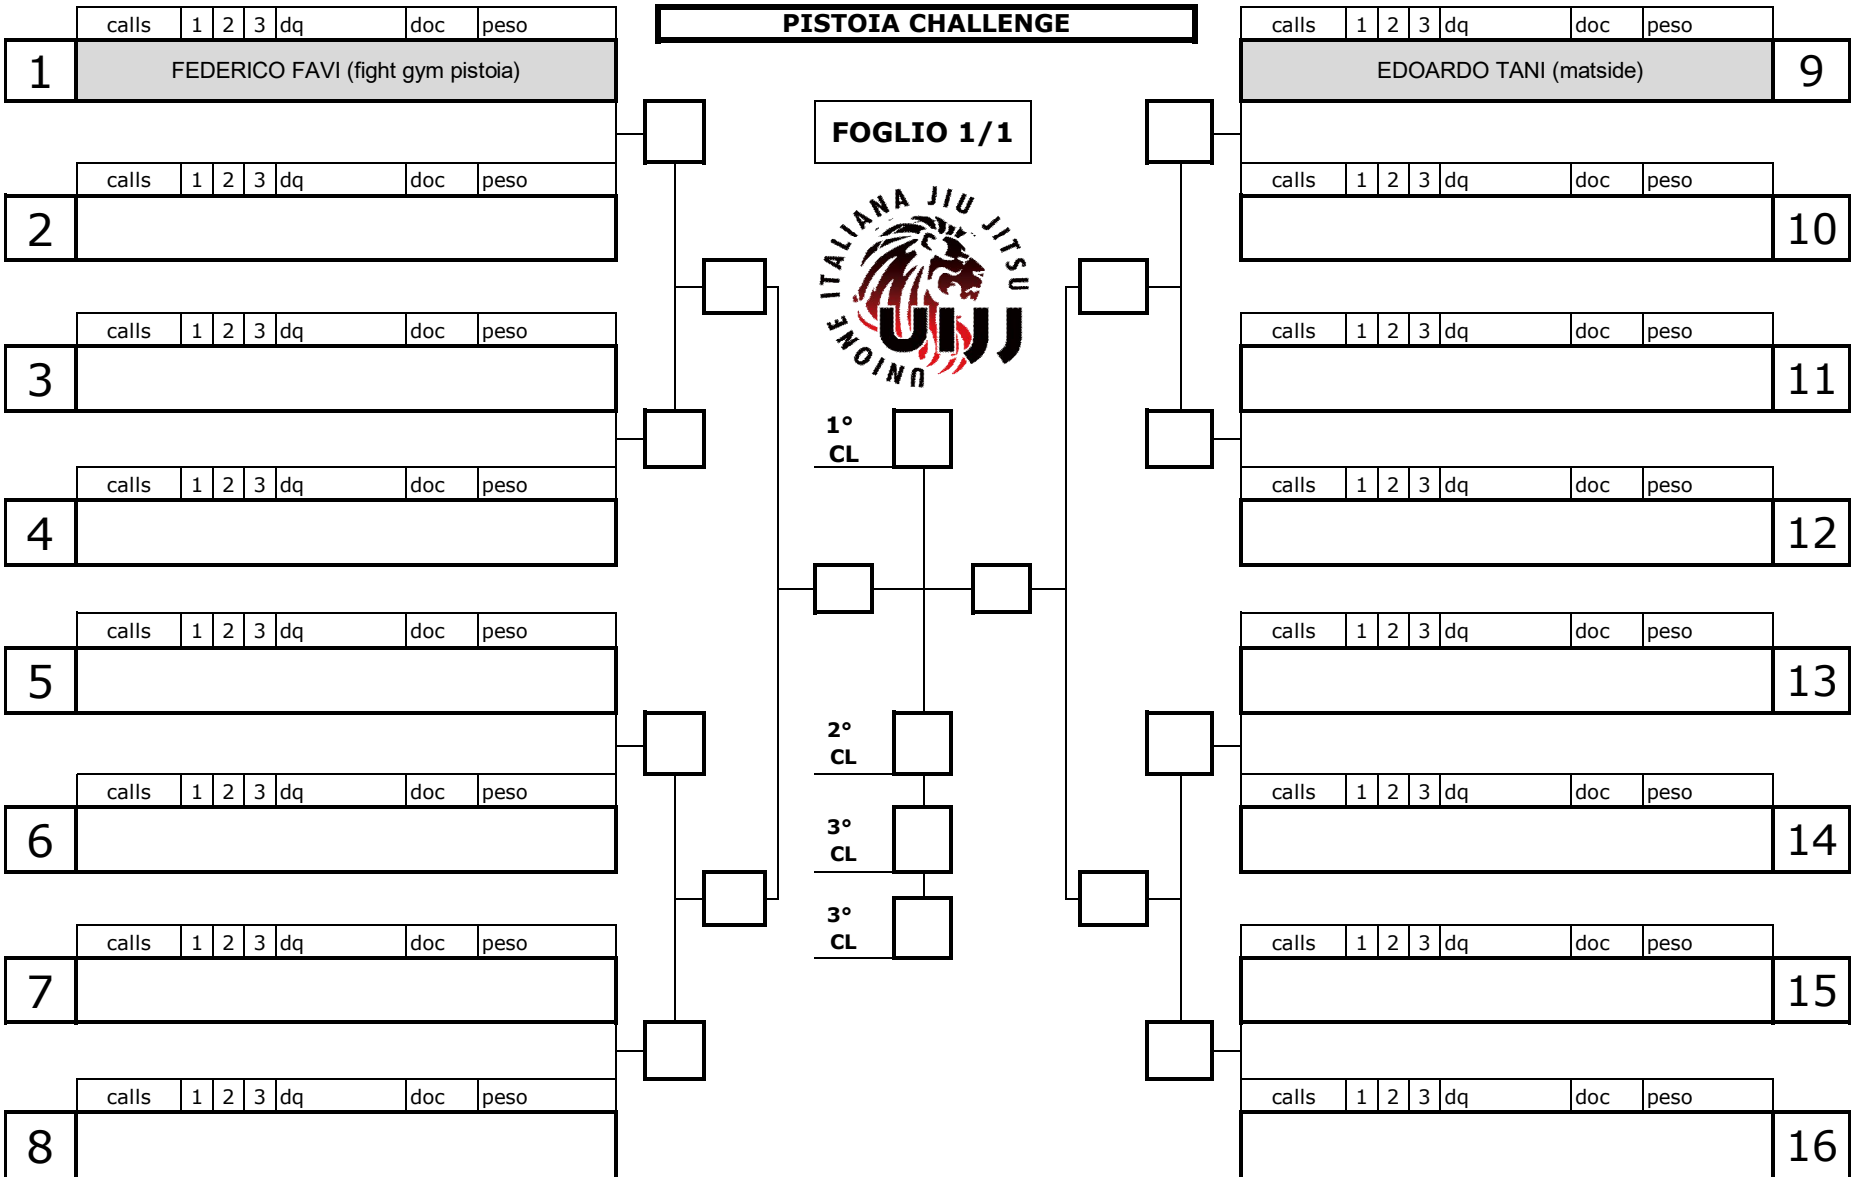 PISTOIA CHALLENGE
FOGLIO 1/1
UNIONE ITALIANA JIU JITSU
UIJJ
calls 1 2 3 dq doc peso
1 FEDERICO FAVI (fight gym pistoia)
calls 1 2 3 dq doc peso
2
calls 1 2 3 dq doc peso
3
calls 1 2 3 dq doc peso
4
calls 1 2 3 dq doc peso
5
calls 1 2 3 dq doc peso
6
calls 1 2 3 dq doc peso
7
calls 1 2 3 dq doc peso
8
1°
CL
2°
CL
3°
CL
3°
CL
calls 1 2 3 dq doc peso
EDOARDO TANI (matside) 9
calls 1 2 3 dq doc peso
10
calls 1 2 3 dq doc peso
11
calls 1 2 3 dq doc peso
12
calls 1 2 3 dq doc peso
13
calls 1 2 3 dq doc peso
14
calls 1 2 3 dq doc peso
15
calls 1 2 3 dq doc peso
16